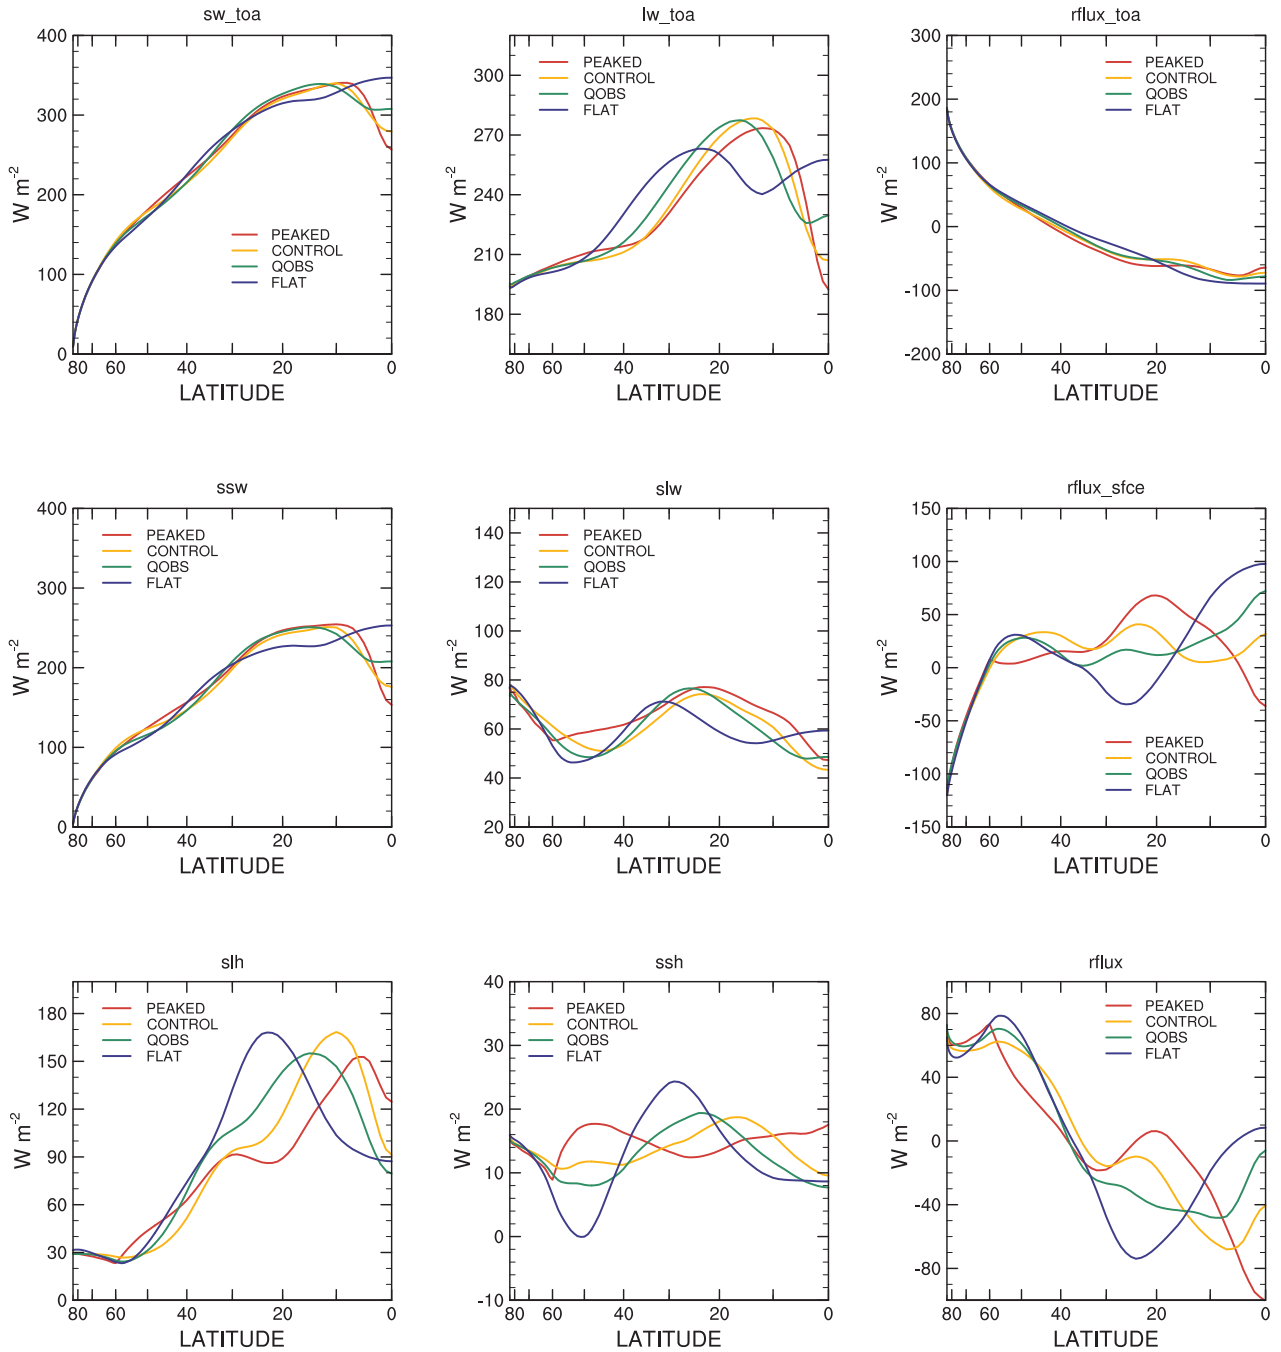 sw_toa
400
300
200
100
0
W m-2
PEAKED
CONTROL
QOBS
FLAT
80 60 40 20 0
LATITUDE
lw_toa
300
270
240
210
180
W m-2
PEAKED
CONTROL
QOBS
FLAT
80 60 40 20 0
LATITUDE
rflux_toa
300
200
100
0
-100
-200
W m-2
PEAKED
CONTROL
QOBS
FLAT
80 60 20 0
LATITUDE
ssw
400
300
200
100
0
W m-2
PEAKED
CONTROL
QOBS
FLAT
80 60 40 20 0
LATITUDE
slw
140
120
100
80
60
40
20
W m-2
PEAKED
CONTROL
QOBS
FLAT
80 60 40 20 0
LATITUDE
rflux_sfce
150
100
50
0
-50
-100
-150
W m-2
PEAKED
CONTROL
QOBS
FLAT
80 60 40 20 0
LATITUDE
slh
180
150
120
90
60
30
0
W m-2
PEAKED
CONTROL
QOBS
FLAT
80 60 40 20 0
LATITUDE
ssh
40
30
20
10
0
-10
W m-2
PEAKED
CONTROL
QOBS
FLAT
80 60 40 20 0
LATITUDE
rflux
80
40
0
-40
-80
W m-2
PEAKED
CONTROL
QOBS
FLAT
80 60 40 20 0
LATITUDE